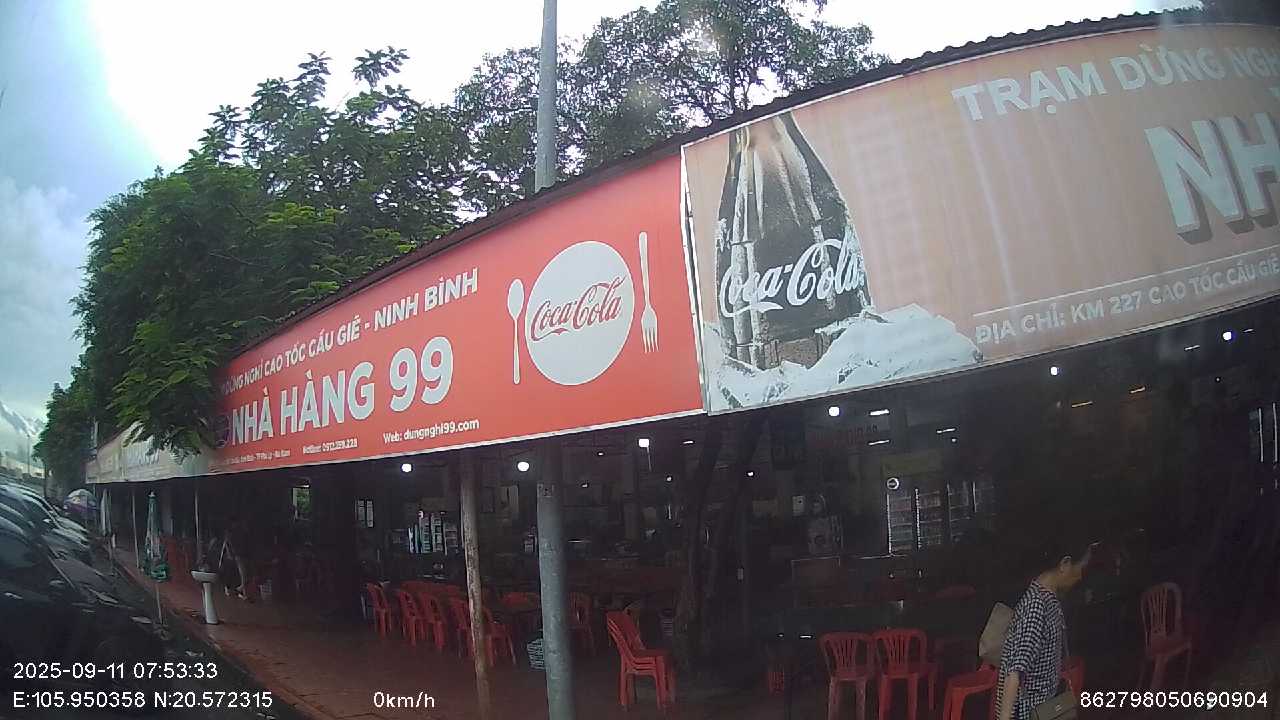 TRẠM DỪNG NGH
NH
ĐỊA CHỈ: KM 227 CAO TỐC CẦU GIẼ
Coca-Cola
DỪNG NGHỈ CAO TỐC CẦU GIẼ - NINH BÌNH
NHÀ HÀNG 99
Web: dungnghi99.com
Coca-Cola
2025-09-11 07:53:33
E:105.950358 N:20.572315
0km/h
862798050690904